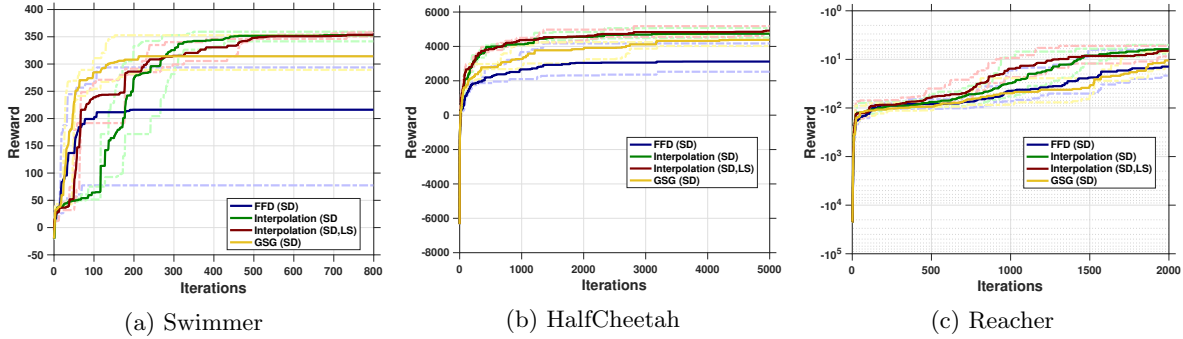 400
350
300
250
200
150
100
50
0
-50
Reward
FFD (SD)
Interpolation (SD)
Interpolation (SD,LS)
GSG (SD)
0 100 200 300 400 500 600 700 800
Iterations
(a) Swimmer
6000
4000
2000
0
-2000
-4000
-6000
-8000
Reward
FFD (SD)
Interpolation (SD)
Interpolation (SD,LS)
GSG (SD)
0 1000 2000 3000 4000 5000
Iterations
(b) HalfCheetah
-10^0
-10^1
-10^2
-10^3
-10^4
-10^5
Reward
FFD (SD)
Interpolation (SD)
Interpolation (SD,LS)
GSG (SD)
0 500 1000 1500 2000
Iterations
(c) Reacher